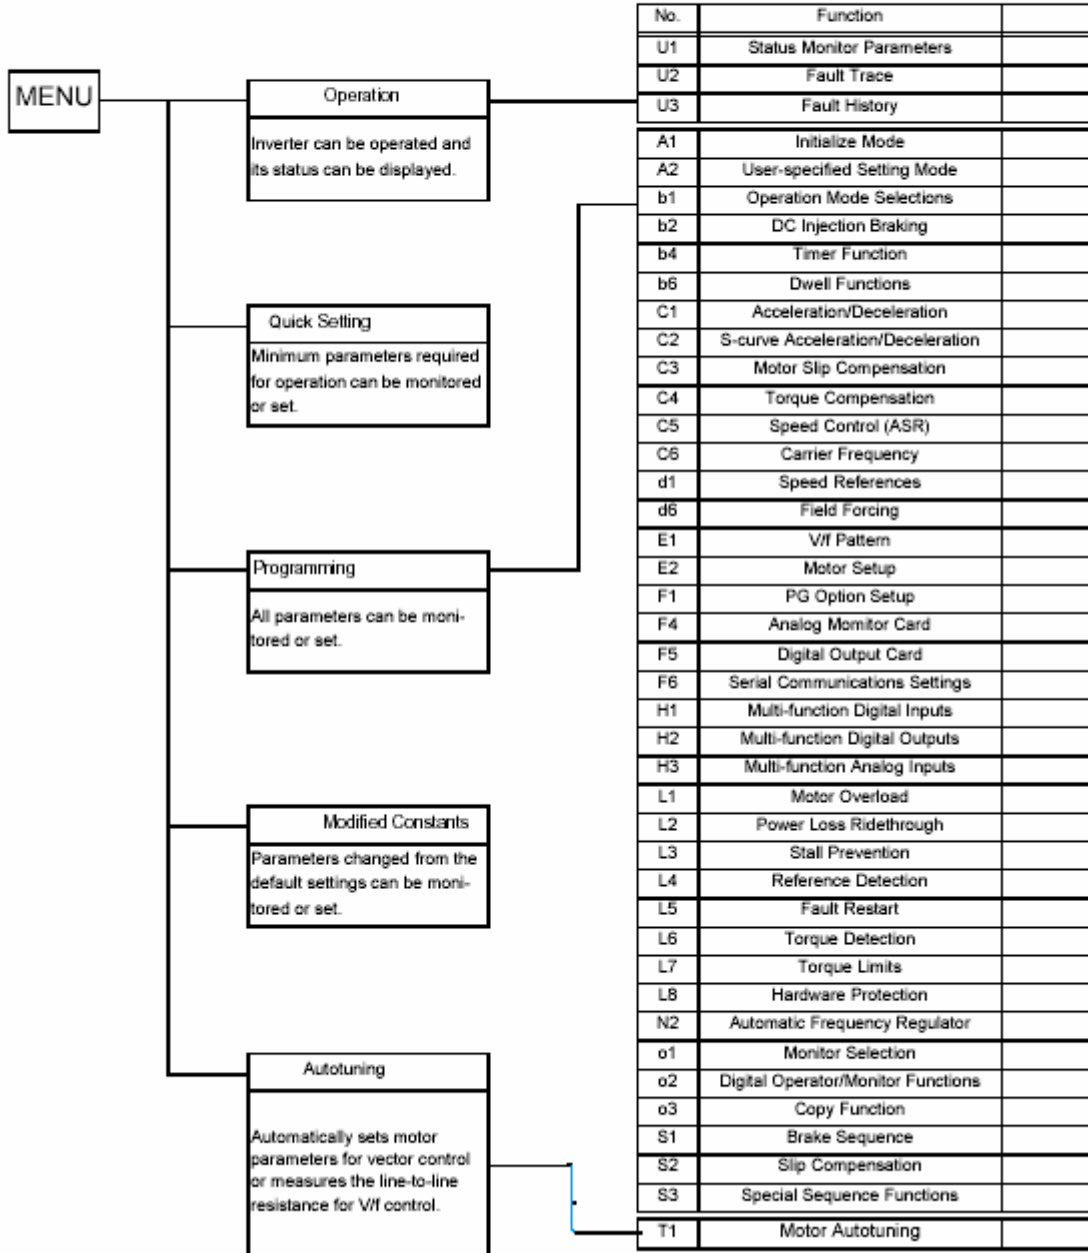 MENU
Operation
Inverter can be operated and
its status can be displayed.
Quick Setting
Minimum parameters required
for operation can be monitored
or set.
Programming
All parameters can be moni-
tored or set.
Modified Constants
Parameters changed from the
default settings can be moni-
tored or set.
Autotuning
Automatically sets motor
parameters for vector control
or measures the line-to-line
resistance for V/f control.
No. Function
U1 Status Monitor Parameters
U2 Fault Trace
U3 Fault History
A1 Initialize Mode
A2 User-specified Setting Mode
b1 Operation Mode Selections
b2 DC Injection Braking
b4 Timer Function
b6 Dwell Functions
C1 Acceleration/Deceleration
C2 S-curve Acceleration/Deceleration
C3 Motor Slip Compensation
C4 Torque Compensation
C5 Speed Control (ASR)
C6 Carrier Frequency
d1 Speed References
d6 Field Forcing
E1 V/f Pattern
E2 Motor Setup
F1 PG Option Setup
F4 Analog Momitor Card
F5 Digital Output Card
F6 Serial Communications Settings
H1 Multi-function Digital Inputs
H2 Multi-function Digital Outputs
H3 Multi-function Analog Inputs
L1 Motor Overload
L2 Power Loss Ridethrough
L3 Stall Prevention
L4 Reference Detection
L5 Fault Restart
L6 Torque Detection
L7 Torque Limits
L8 Hardware Protection
N2 Automatic Frequency Regulator
o1 Monitor Selection
o2 Digital Operator/Monitor Functions
o3 Copy Function
S1 Brake Sequence
S2 Slip Compensation
S3 Special Sequence Functions
T1 Motor Autotuning